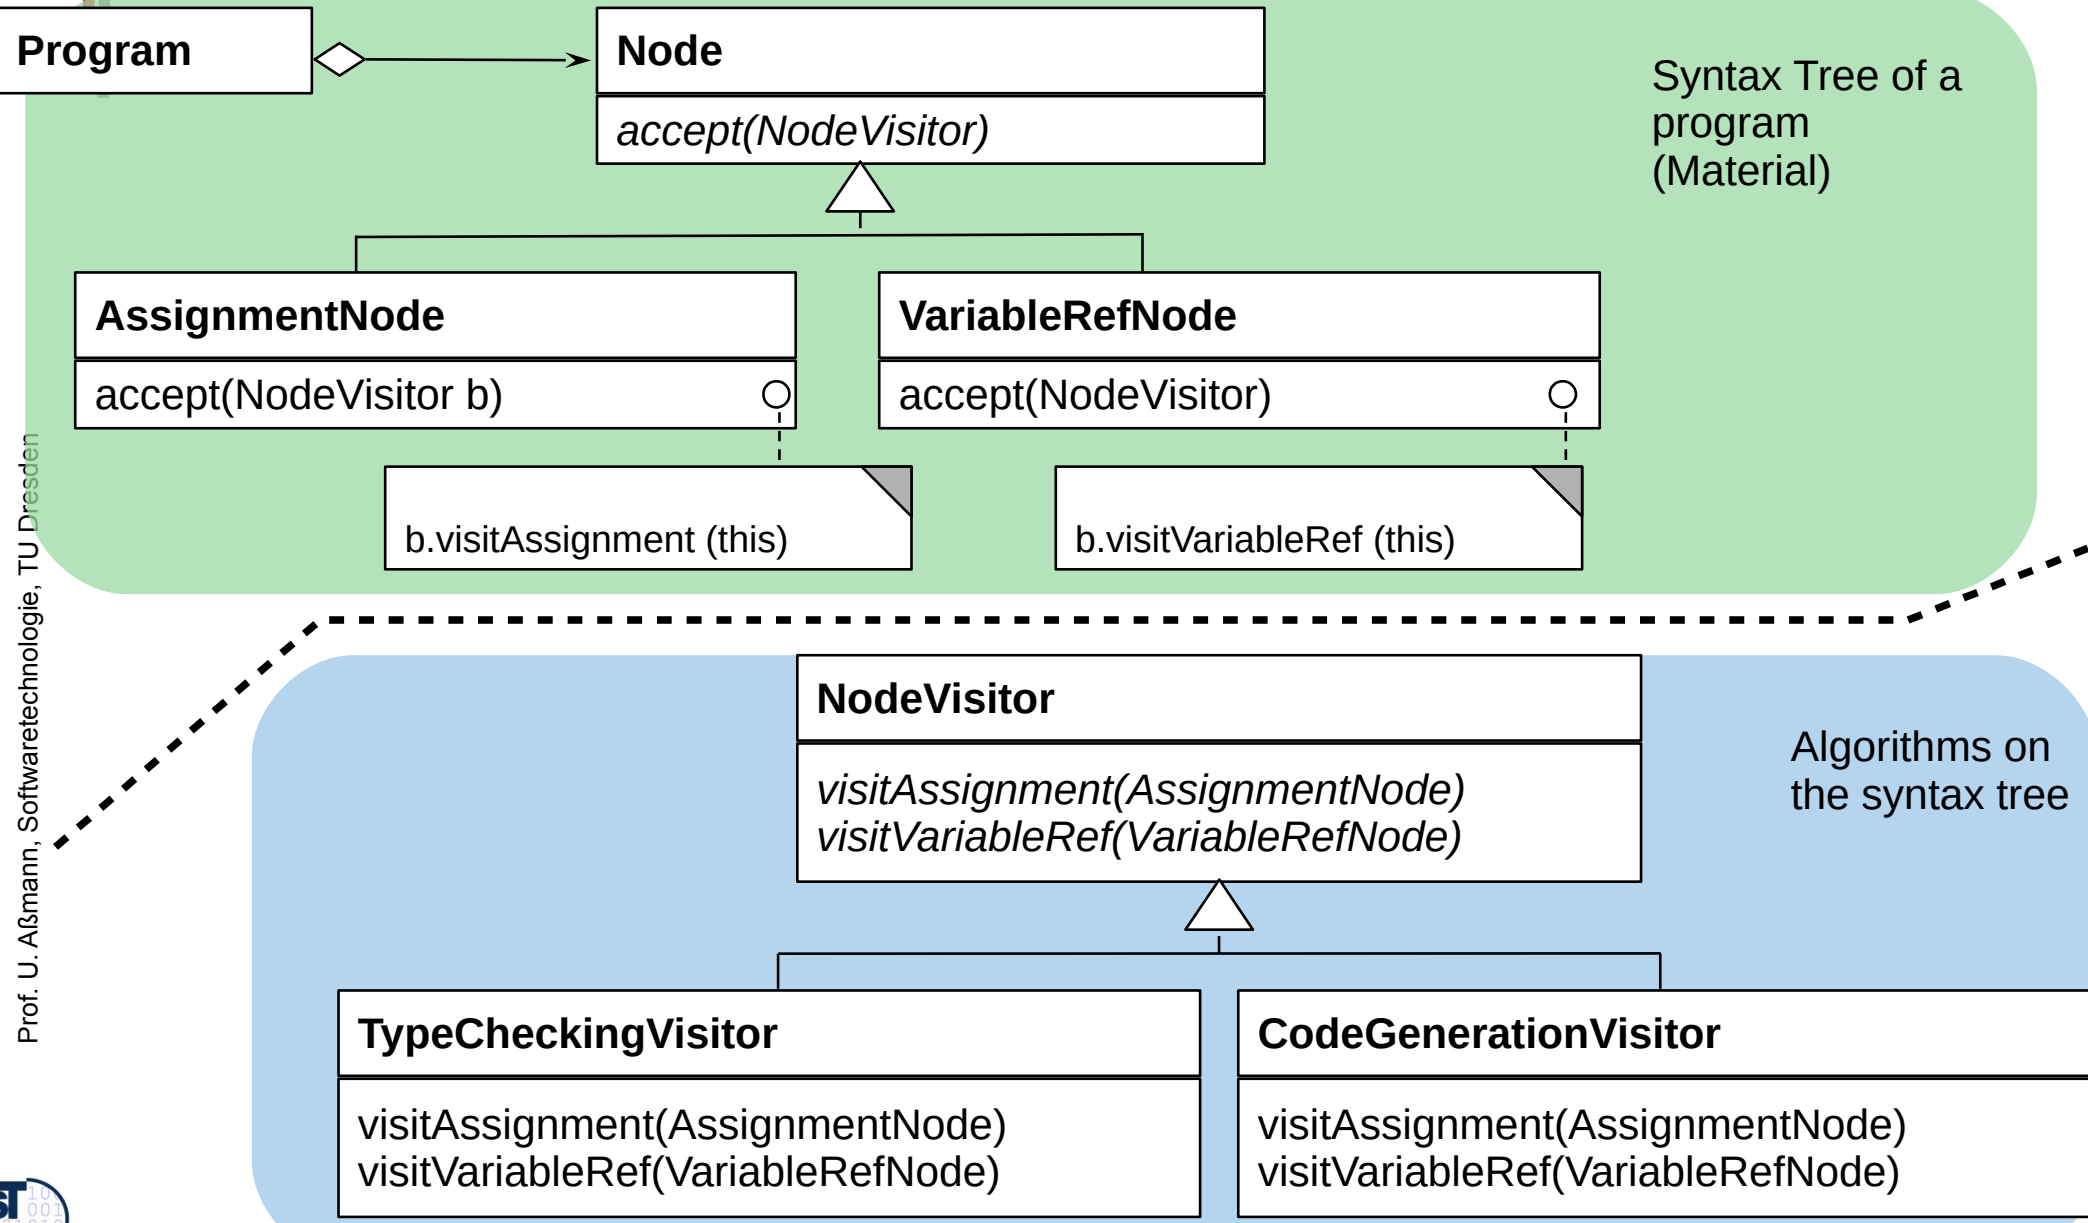 Program
Node
accept(NodeVisitor)
Syntax Tree of a
program
(Material)
AssignmentNode
accept(NodeVisitor b)
VariableRefNode
accept(NodeVisitor)
b.visitAssignment (this)
b.visitVariableRef (this)
Prof. U. Aßmann, Softwaretechnologie, TU Dresden
NodeVisitor
visitAssignment(AssignmentNode)
visitVariableRef(VariableRefNode)
Algorithms on
the syntax tree
TypeCheckingVisitor
visitAssignment(AssignmentNode)
visitVariableRef(VariableRefNode)
CodeGenerationVisitor
visitAssignment(AssignmentNode)
visitVariableRef(VariableRefNode)